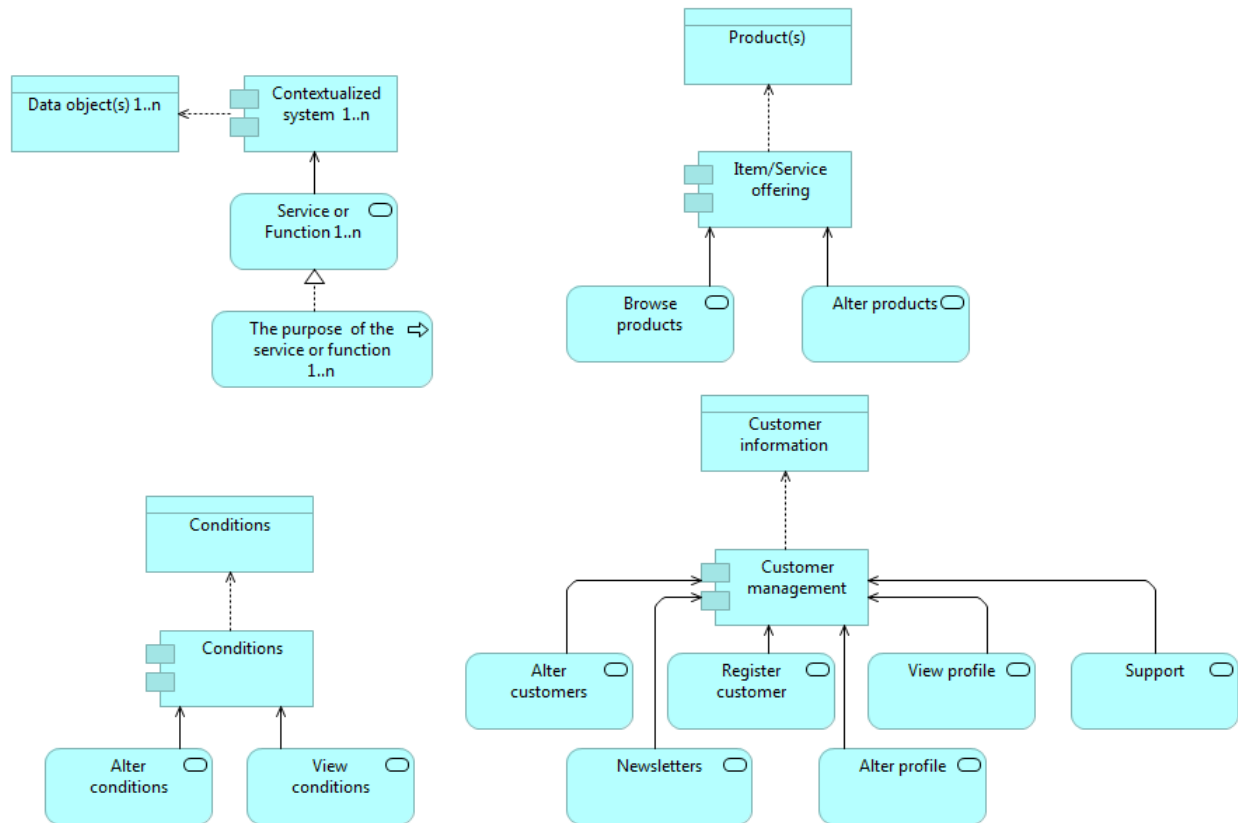 Data object(s) 1..n
Contextualized
system 1..n
Service or
Function 1..n
The purpose of the
service or function
1..n
Product(s)
Item/Service
offering
Browse
products
Alter products
Conditions
Conditions
Alter
conditions
View
conditions
Customer
information
Customer
management
Alter
customers
Register
customer
View profile
Support
Newsletters
Alter profile